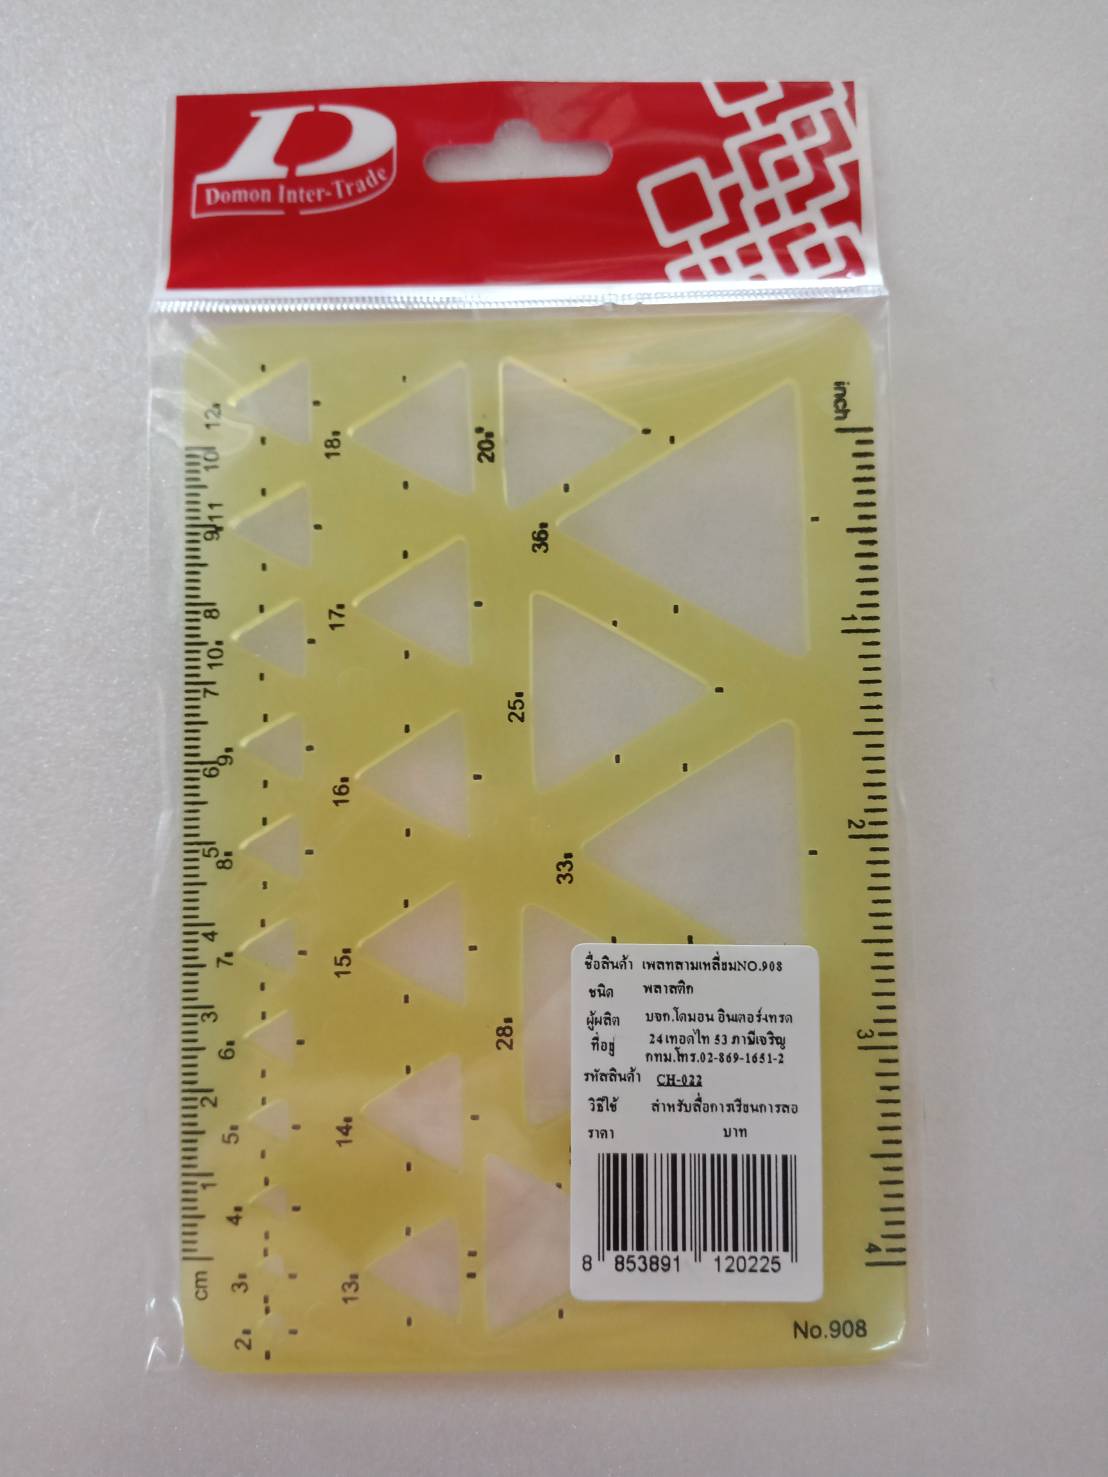 D
Domon Inter-Trade
inch
12
18
20
36
10
11
9
8
17
10
7
25
9
6
16
5
8
33
4
7
15
3
6
28
2
5
14
1
4
cm
3
13
2
1
2
3
4
ชื่อสินค้า เพลทสามเหลี่ยมNO.908
ชนิด พลาสติก
ผู้ผลิต บจก.โดมอน อินเตอร์-เทรด
ที่อยู่ 24 เทอดไท 53 ภาษีเจริญ
กทม.โทร.02-869-1651-2
รหัสสินค้า CH-022
วิธีใช้ สำหรับสื่อการเรียนการสอ
ราคา บาท
8 853891 120225
No.908